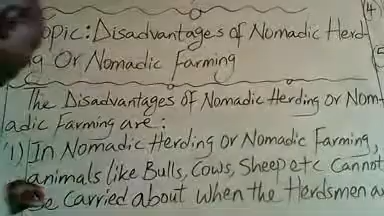 opic: Disadvantages of Nomadic Herd
g Or Nomadic Farming
The Disadvantages Of Nomadic Herding or Nom
adic Farming are:
1) In Nomadic Herding Or Nomadic Farming,
animals like Bulls, Cows, Sheep etc Cannot
Be Carried about when the Herdsmen a